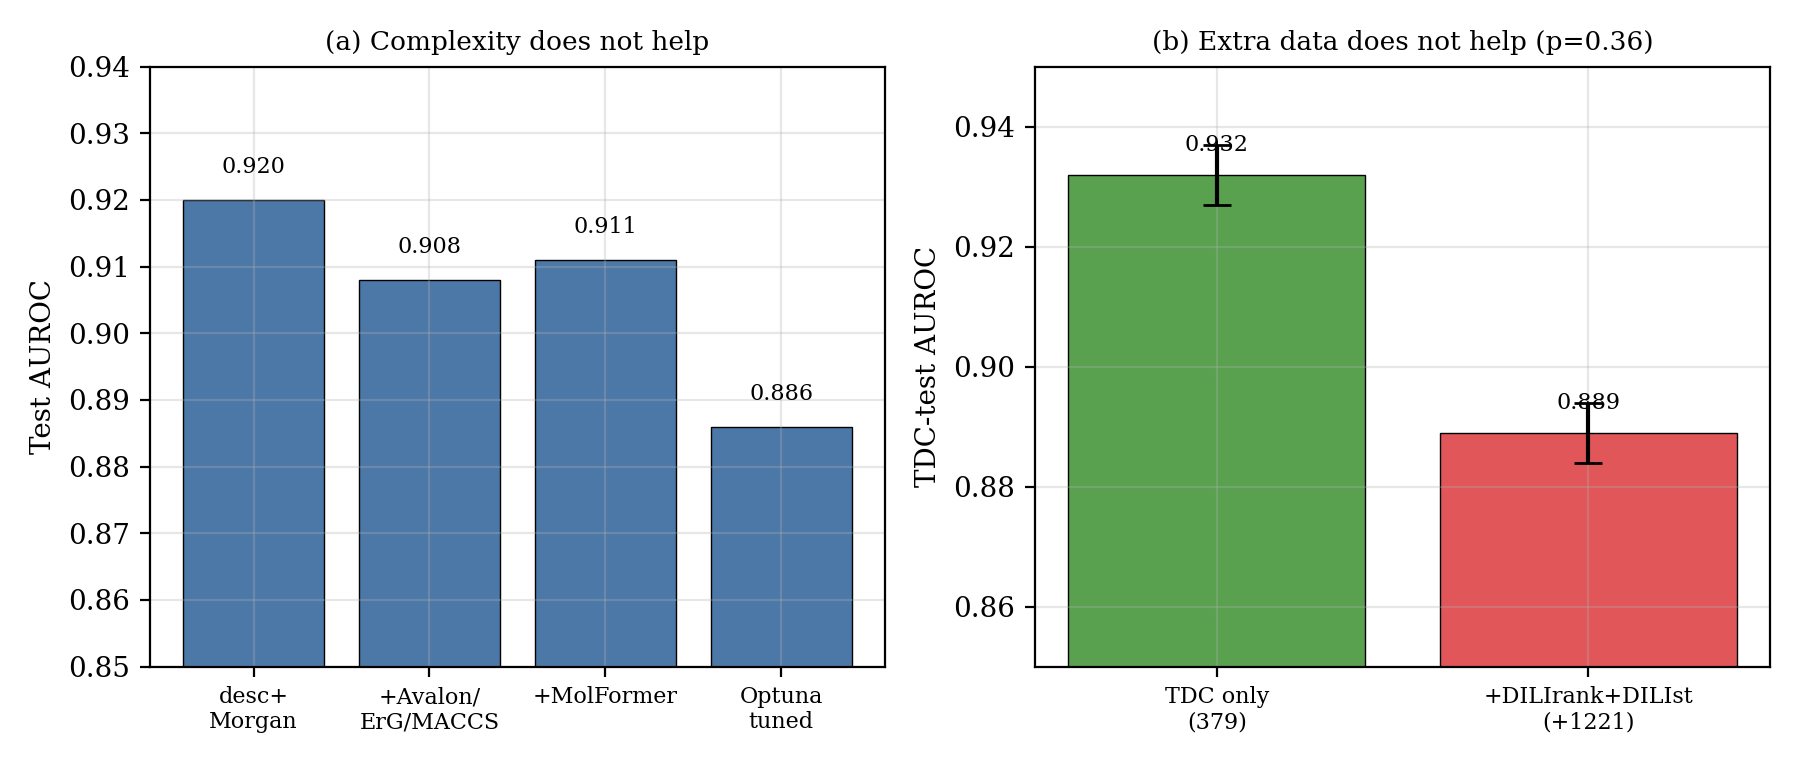 (a) Complexity does not help
Test AUROC
0.94
0.93
0.92
0.91
0.90
0.89
0.88
0.87
0.86
0.85
0.920
0.908
0.911
0.886
desc+
Morgan
+Avalon/
ErG/MACCS
+MolFormer
Optuna
tuned
(b) Extra data does not help (p=0.36)
TDC-test AUROC
0.94
0.92
0.90
0.88
0.86
0.932
0.889
TDC only
(379)
+DILIrank+DILIst
(+1221)